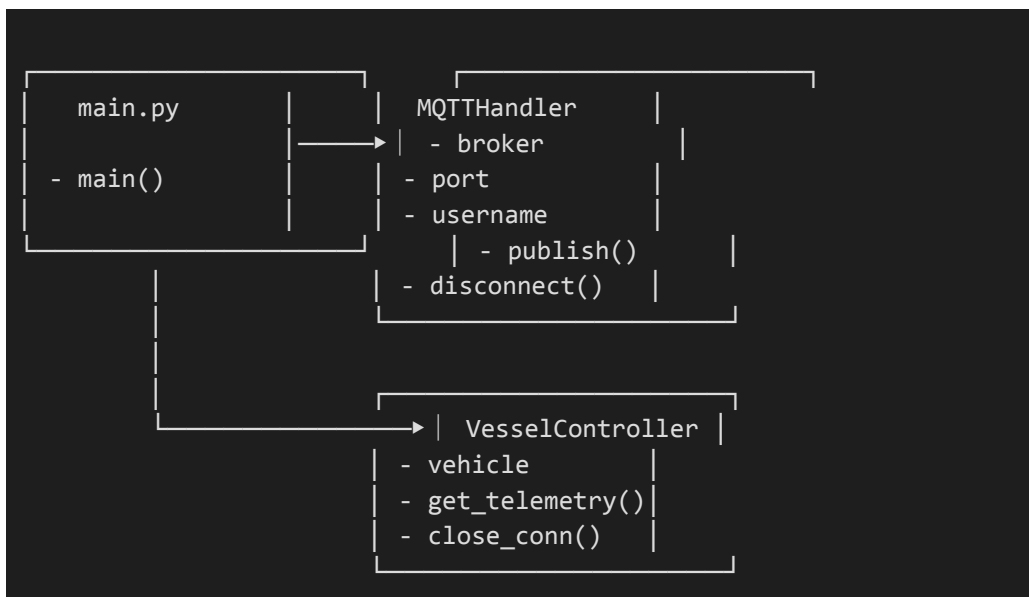 main.py
MQTTHandler
- broker
- main()
- port
- username
- publish()
- disconnect()
VesselController
- vehicle
- get_telemetry()
- close_conn()